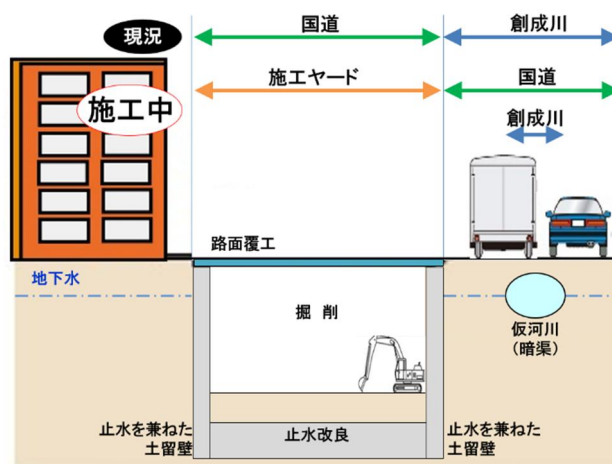 現況
国道
創成川
施工中
施工ヤード
国道
創成川
路面覆工
地下水
掘 削
仮河川
(暗渠)
止水を兼ねた
土留壁
止水改良
止水を兼ねた
土留壁